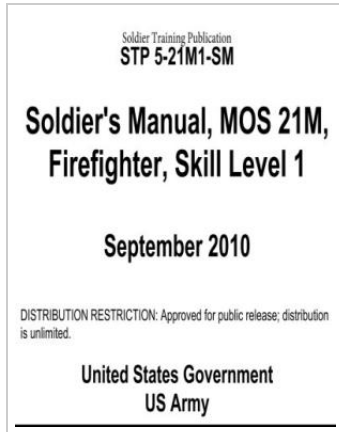 Soldier Training Publication
STP 5-21M1-SM
Soldier's Manual, MOS 21M,
Firefighter, Skill Level 1
September 2010
DISTRIBUTION RESTRICTION: Approved for public release; distribution
is unlimited.
United States Government
US Army